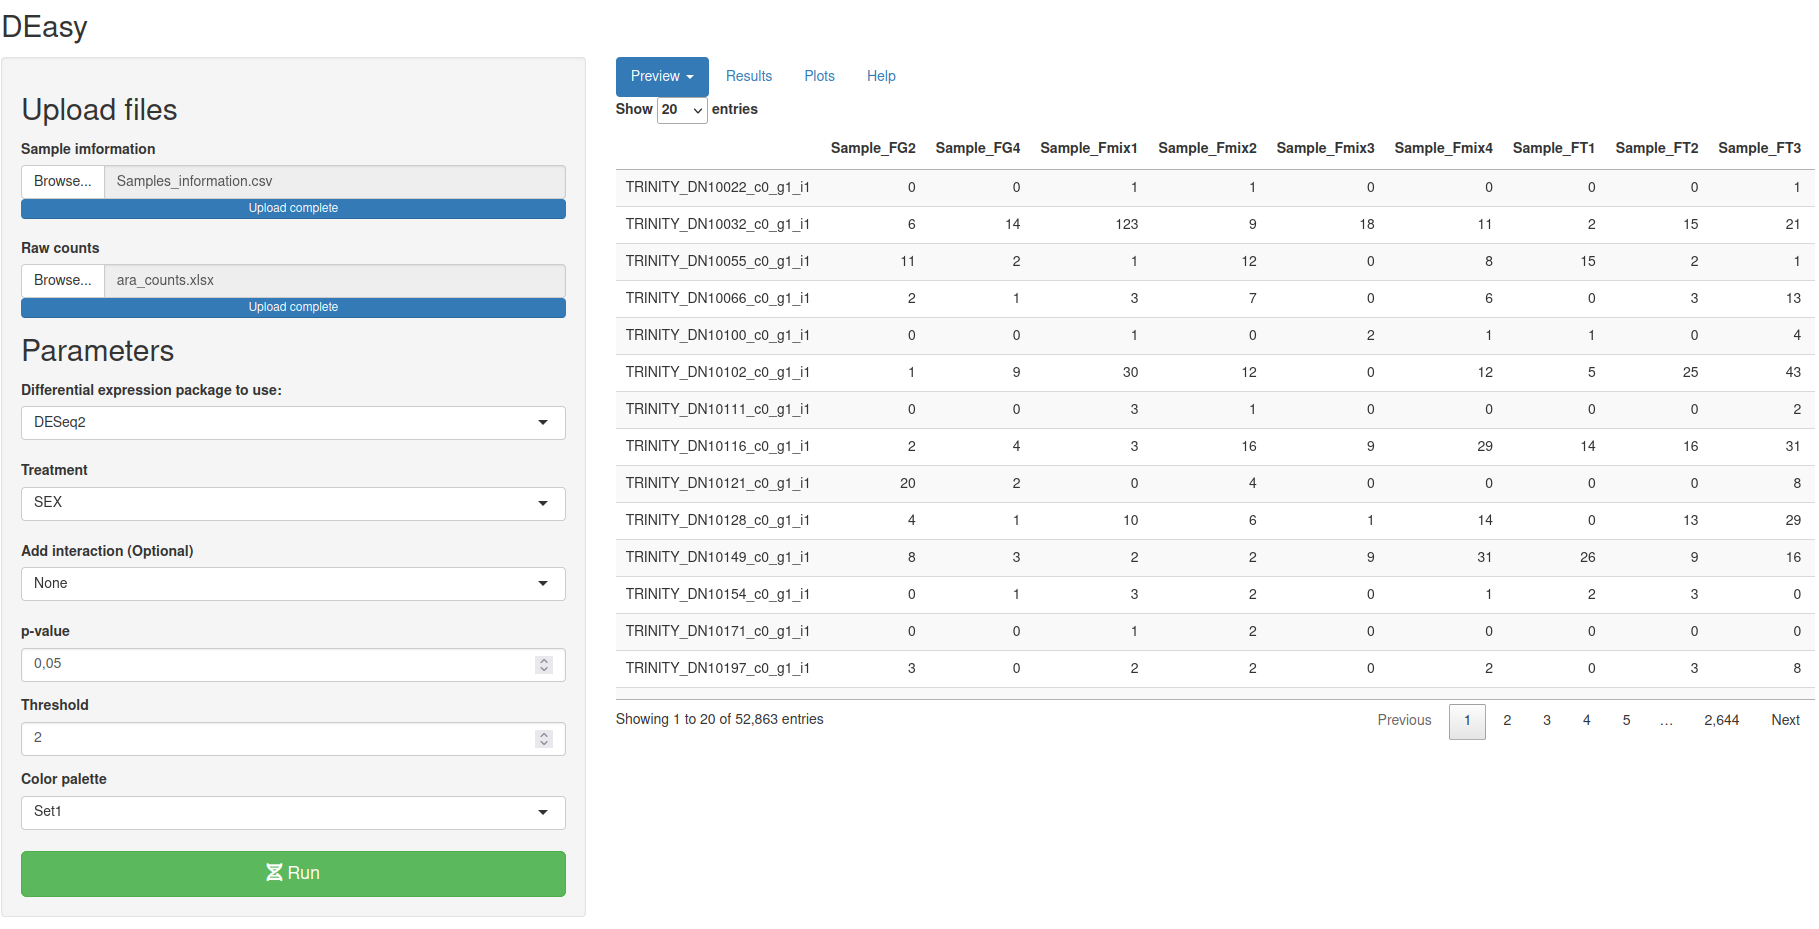 DEasy
Upload files
Sample imformation
Browse... Samples_information.csv
Upload complete
Raw counts
Browse... ara_counts.xlsx
Upload complete
Parameters
Differential expression package to use:
DESeq2
Treatment
SEX
Add interaction (Optional)
None
p-value
0,05
Threshold
2
Color palette
Set1
Run
Preview Results Plots Help
Show 20 entries
Sample_FG2 Sample_FG4 Sample_Fmix1 Sample_Fmix2 Sample_Fmix3 Sample_Fmix4 Sample_FT1 Sample_FT2 Sample_FT3
TRINITY_DN10022_c0_g1_i1 0 0 1 1 0 0 0 0 1
TRINITY_DN10032_c0_g1_i1 6 14 123 9 18 11 2 15 21
TRINITY_DN10055_c0_g1_i1 11 2 1 12 0 8 15 2 1
TRINITY_DN10066_c0_g1_i1 2 1 3 7 0 6 0 3 13
TRINITY_DN10100_c0_g1_i1 0 0 1 0 2 1 1 0 4
TRINITY_DN10102_c0_g1_i1 1 9 30 12 0 12 5 25 43
TRINITY_DN10111_c0_g1_i1 0 0 3 1 0 0 0 0 2
TRINITY_DN10116_c0_g1_i1 2 4 3 16 9 29 14 16 31
TRINITY_DN10121_c0_g1_i1 20 2 0 4 0 0 0 0 8
TRINITY_DN10128_c0_g1_i1 4 1 10 6 1 14 0 13 29
TRINITY_DN10149_c0_g1_i1 8 3 2 2 9 31 26 9 16
TRINITY_DN10154_c0_g1_i1 0 1 3 2 0 1 2 3 0
TRINITY_DN10171_c0_g1_i1 0 0 1 2 0 0 0 0 0
TRINITY_DN10197_c0_g1_i1 3 0 2 2 0 2 0 3 8
Showing 1 to 20 of 52,863 entries
Previous 1 2 3 4 5 … 2,644 Next